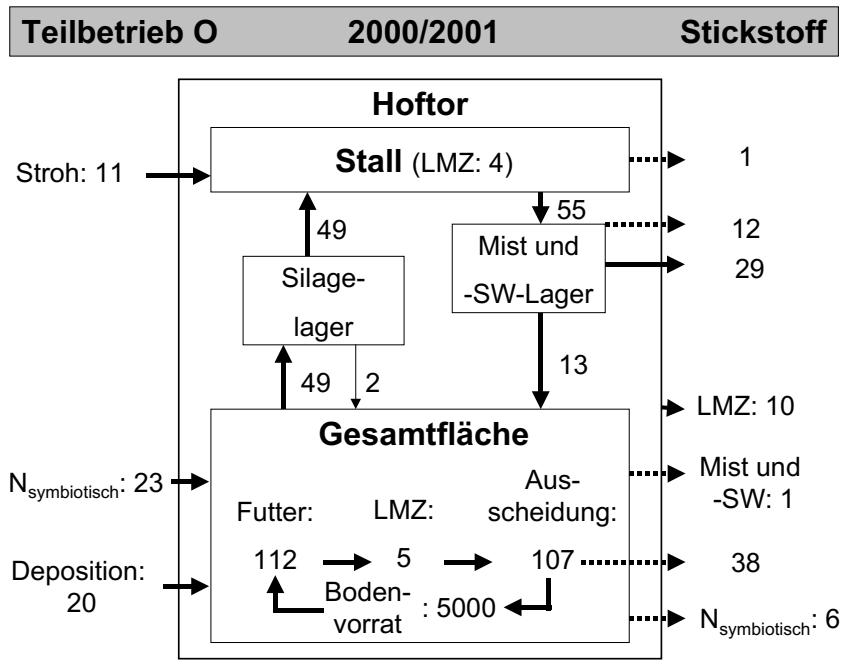 Teilbetrieb O 2000/2001 Stickstoff
Hoftor
Stall (LMZ: 4)
1
Stroh: 11
55
12
49
Mist und
-SW-Lager
29
Silage-
lager
13
49
2
LMZ: 10
Gesamtfläche
Mist und
-SW: 1
Nsymbiotisch: 23
Futter:
LMZ:
Aus-
scheidung:
112
5
107
38
Deposition:
20
Boden-
vorrat
: 5000
Nsymbiotisch: 6